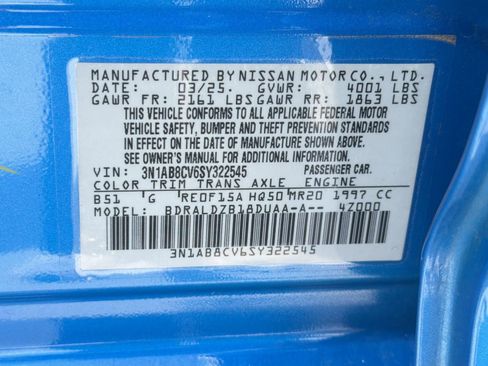 MANUFACTURED BY NISSAN MOTOR CO., LTD.
DATE: 03/25. GVWR: 4001 LBS
GAWR FR: 2161 LBS GAWR RR: 1863 LBS
THIS VEHICLE CONFORMS TO ALL APPLICABLE FEDERAL MOTOR
VEHICLE SAFETY, BUMPER AND THEFT PREVENTION STANDARDS
IN EFFECT ON THE DATE OF MANUFACTURE SHOWN ABOVE.
SEE OWNER'S MANUAL FOR ADDITIONAL INFORMATION
VIN: 3N1AB8CV6SY322545 PASSENGER CAR.
COLOR TRIM TRANS AXLE ENGINE
B51 G RE0F15A HQ50 MR20 1997 CC
MODEL: BDRALDZB18DUAA-A-- 4Z000
3N1AB8CV6SY322545